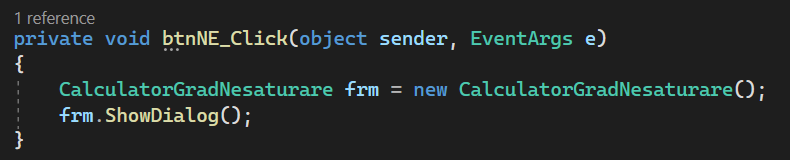 1 reference
private void btnNE_Click(object sender, EventArgs e)
{
    CalculatorGradNesaturare frm = new CalculatorGradNesaturare();
    frm.ShowDialog();
}